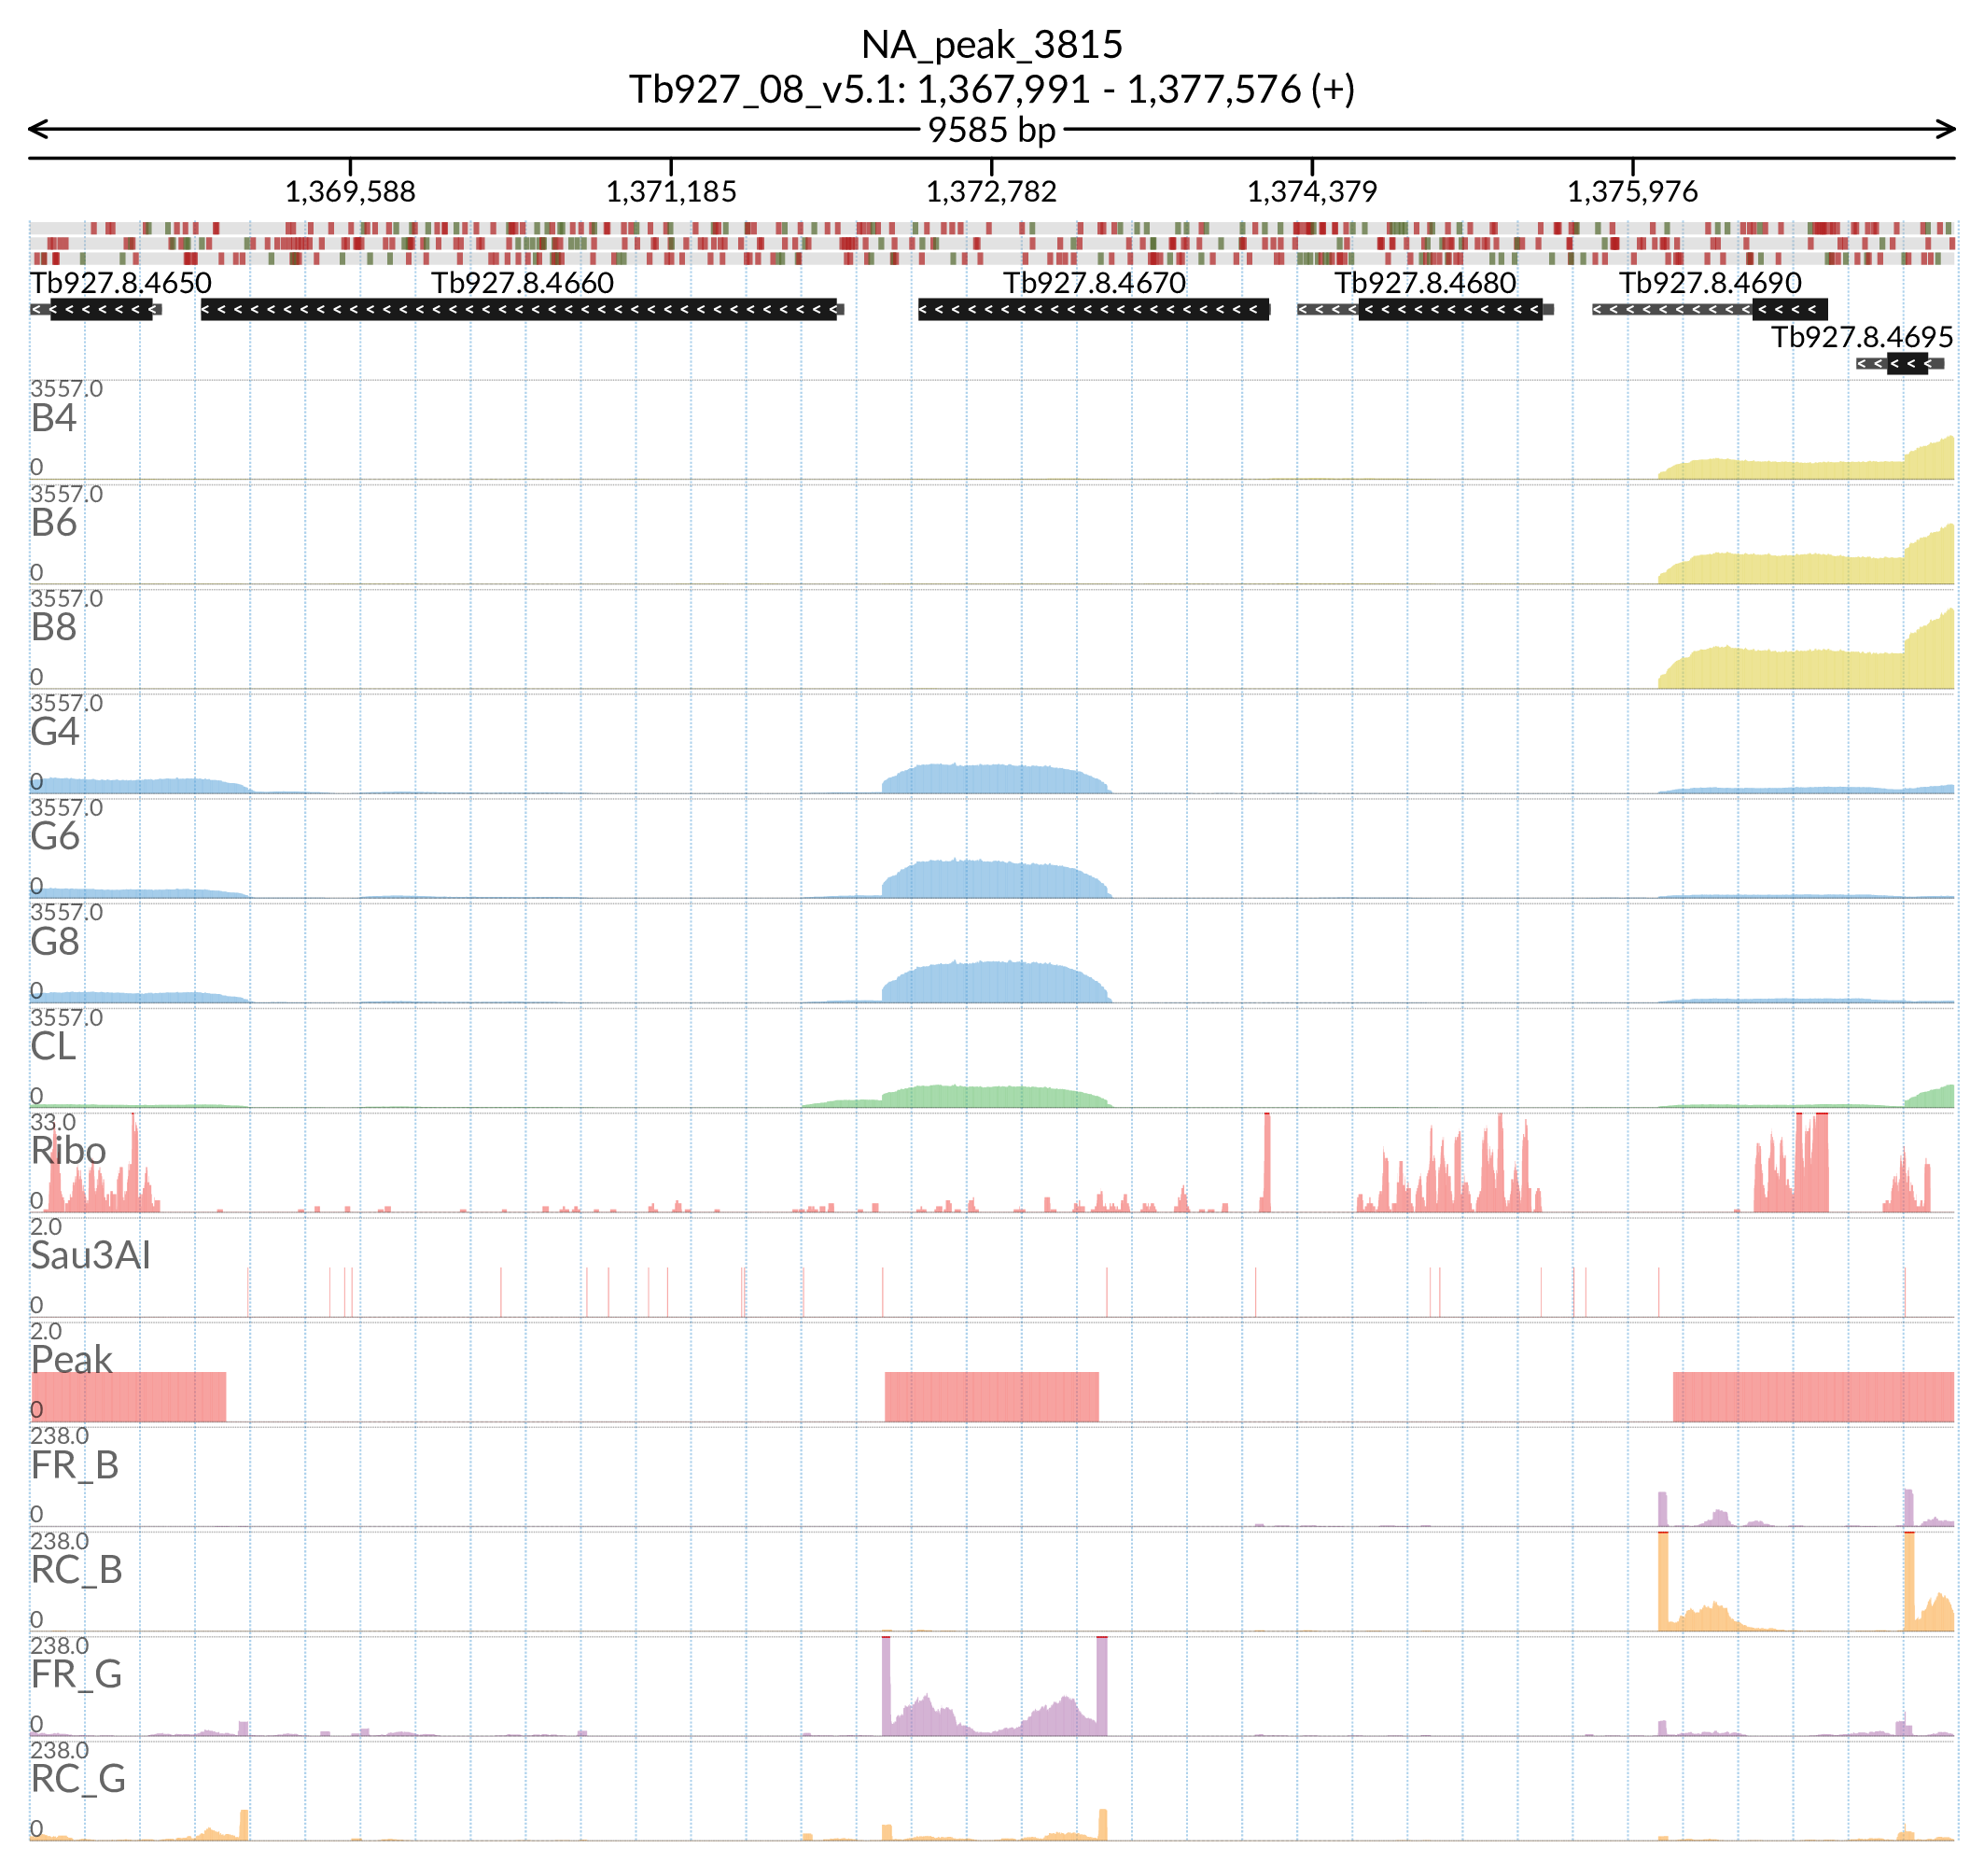 NA_peak_3815
Tb927_08_v5.1: 1,367,991 - 1,377,576 (+)
9585 bp
1,369,588 1,371,185 1,372,782 1,374,379 1,375,976
Tb927.8.4650 Tb927.8.4660 Tb927.8.4670 Tb927.8.4680 Tb927.8.4690
Tb927.8.4695
3557.0
B4
0
3557.0
B6
0
3557.0
B8
0
3557.0
G4
0
3557.0
G6
0
3557.0
G8
0
3557.0
CL
0
33.0
Ribo
0
2.0
Sau3AI
0
2.0
Peak
0
238.0
FR_B
0
238.0
RC_B
0
238.0
FR_G
0
238.0
RC_G
0